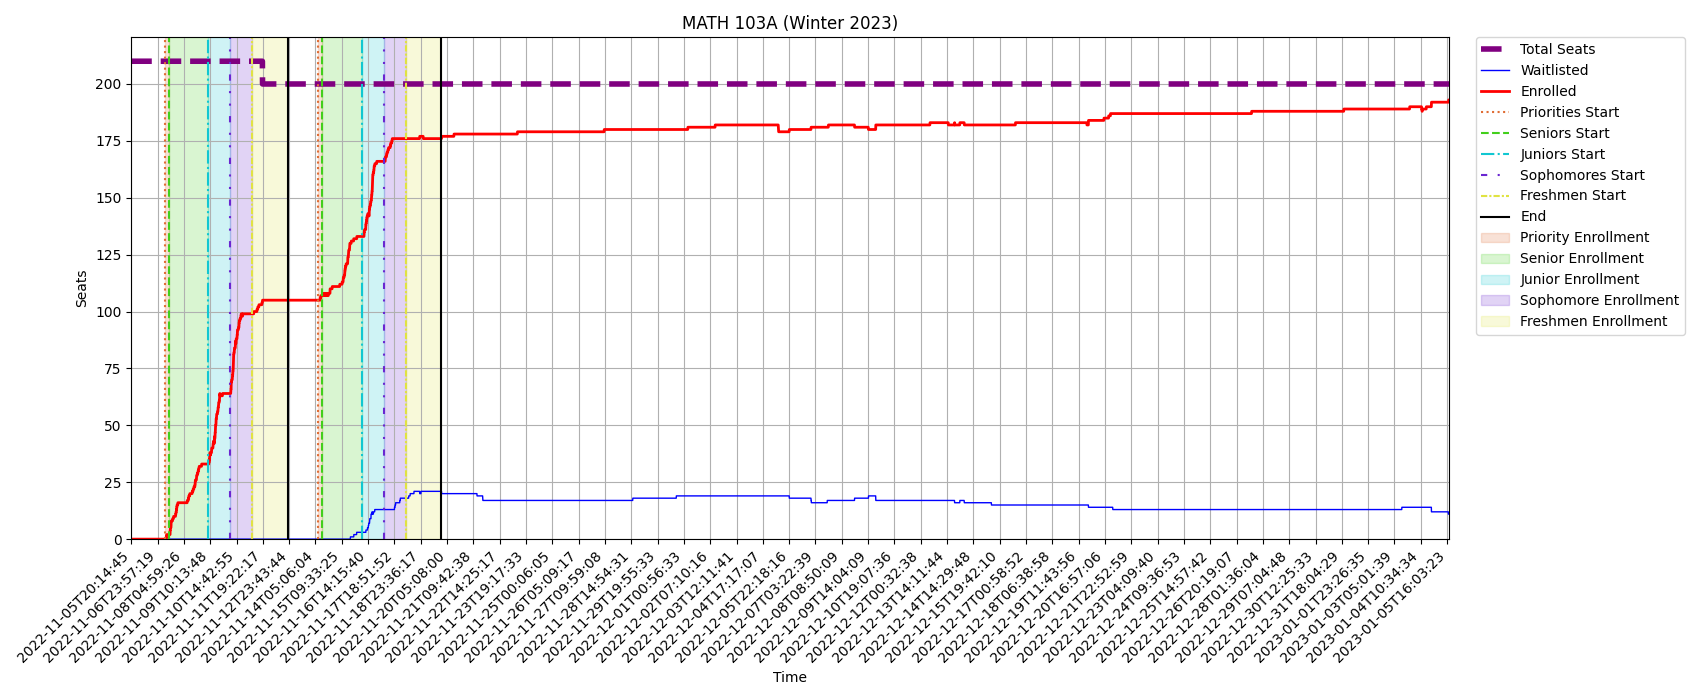 MATH 103A (Winter 2023)
Seats
200
175
150
125
100
75
50
25
0
2022-11-05T20:14:45
2022-11-06T23:57:19
2022-11-08T04:59:26
2022-11-09T10:13:48
2022-11-10T14:42:55
2022-11-11T19:22:17
2022-11-12T23:43:44
2022-11-14T05:06:04
2022-11-15T09:33:25
2022-11-16T14:15:40
2022-11-17T18:51:52
2022-11-18T23:36:17
2022-11-20T05:08:00
2022-11-21T09:42:38
2022-11-22T14:25:17
2022-11-23T19:17:33
2022-11-25T00:06:05
2022-11-26T05:09:17
2022-11-27T09:59:08
2022-11-28T14:54:31
2022-11-29T19:55:33
2022-12-01T00:56:33
2022-12-02T07:10:16
2022-12-03T12:11:41
2022-12-04T17:17:07
2022-12-05T22:18:16
2022-12-07T03:22:39
2022-12-08T08:50:09
2022-12-09T14:04:09
2022-12-10T19:07:36
2022-12-12T00:32:38
2022-12-13T14:11:44
2022-12-14T14:29:48
2022-12-15T19:42:10
2022-12-17T00:58:52
2022-12-18T06:38:58
2022-12-19T11:43:56
2022-12-20T16:57:06
2022-12-21T22:52:59
2022-12-23T04:09:40
2022-12-24T09:36:53
2022-12-25T14:57:42
2022-12-26T20:19:07
2022-12-28T01:36:04
2022-12-29T07:04:48
2022-12-30T12:25:33
2022-12-31T18:04:29
2023-01-01T23:26:35
2023-01-03T05:01:39
2023-01-04T10:34:34
2023-01-05T16:03:23
Time
Total Seats
Waitlisted
Enrolled
Priorities Start
Seniors Start
Juniors Start
Sophomores Start
Freshmen Start
End
Priority Enrollment
Senior Enrollment
Junior Enrollment
Sophomore Enrollment
Freshmen Enrollment